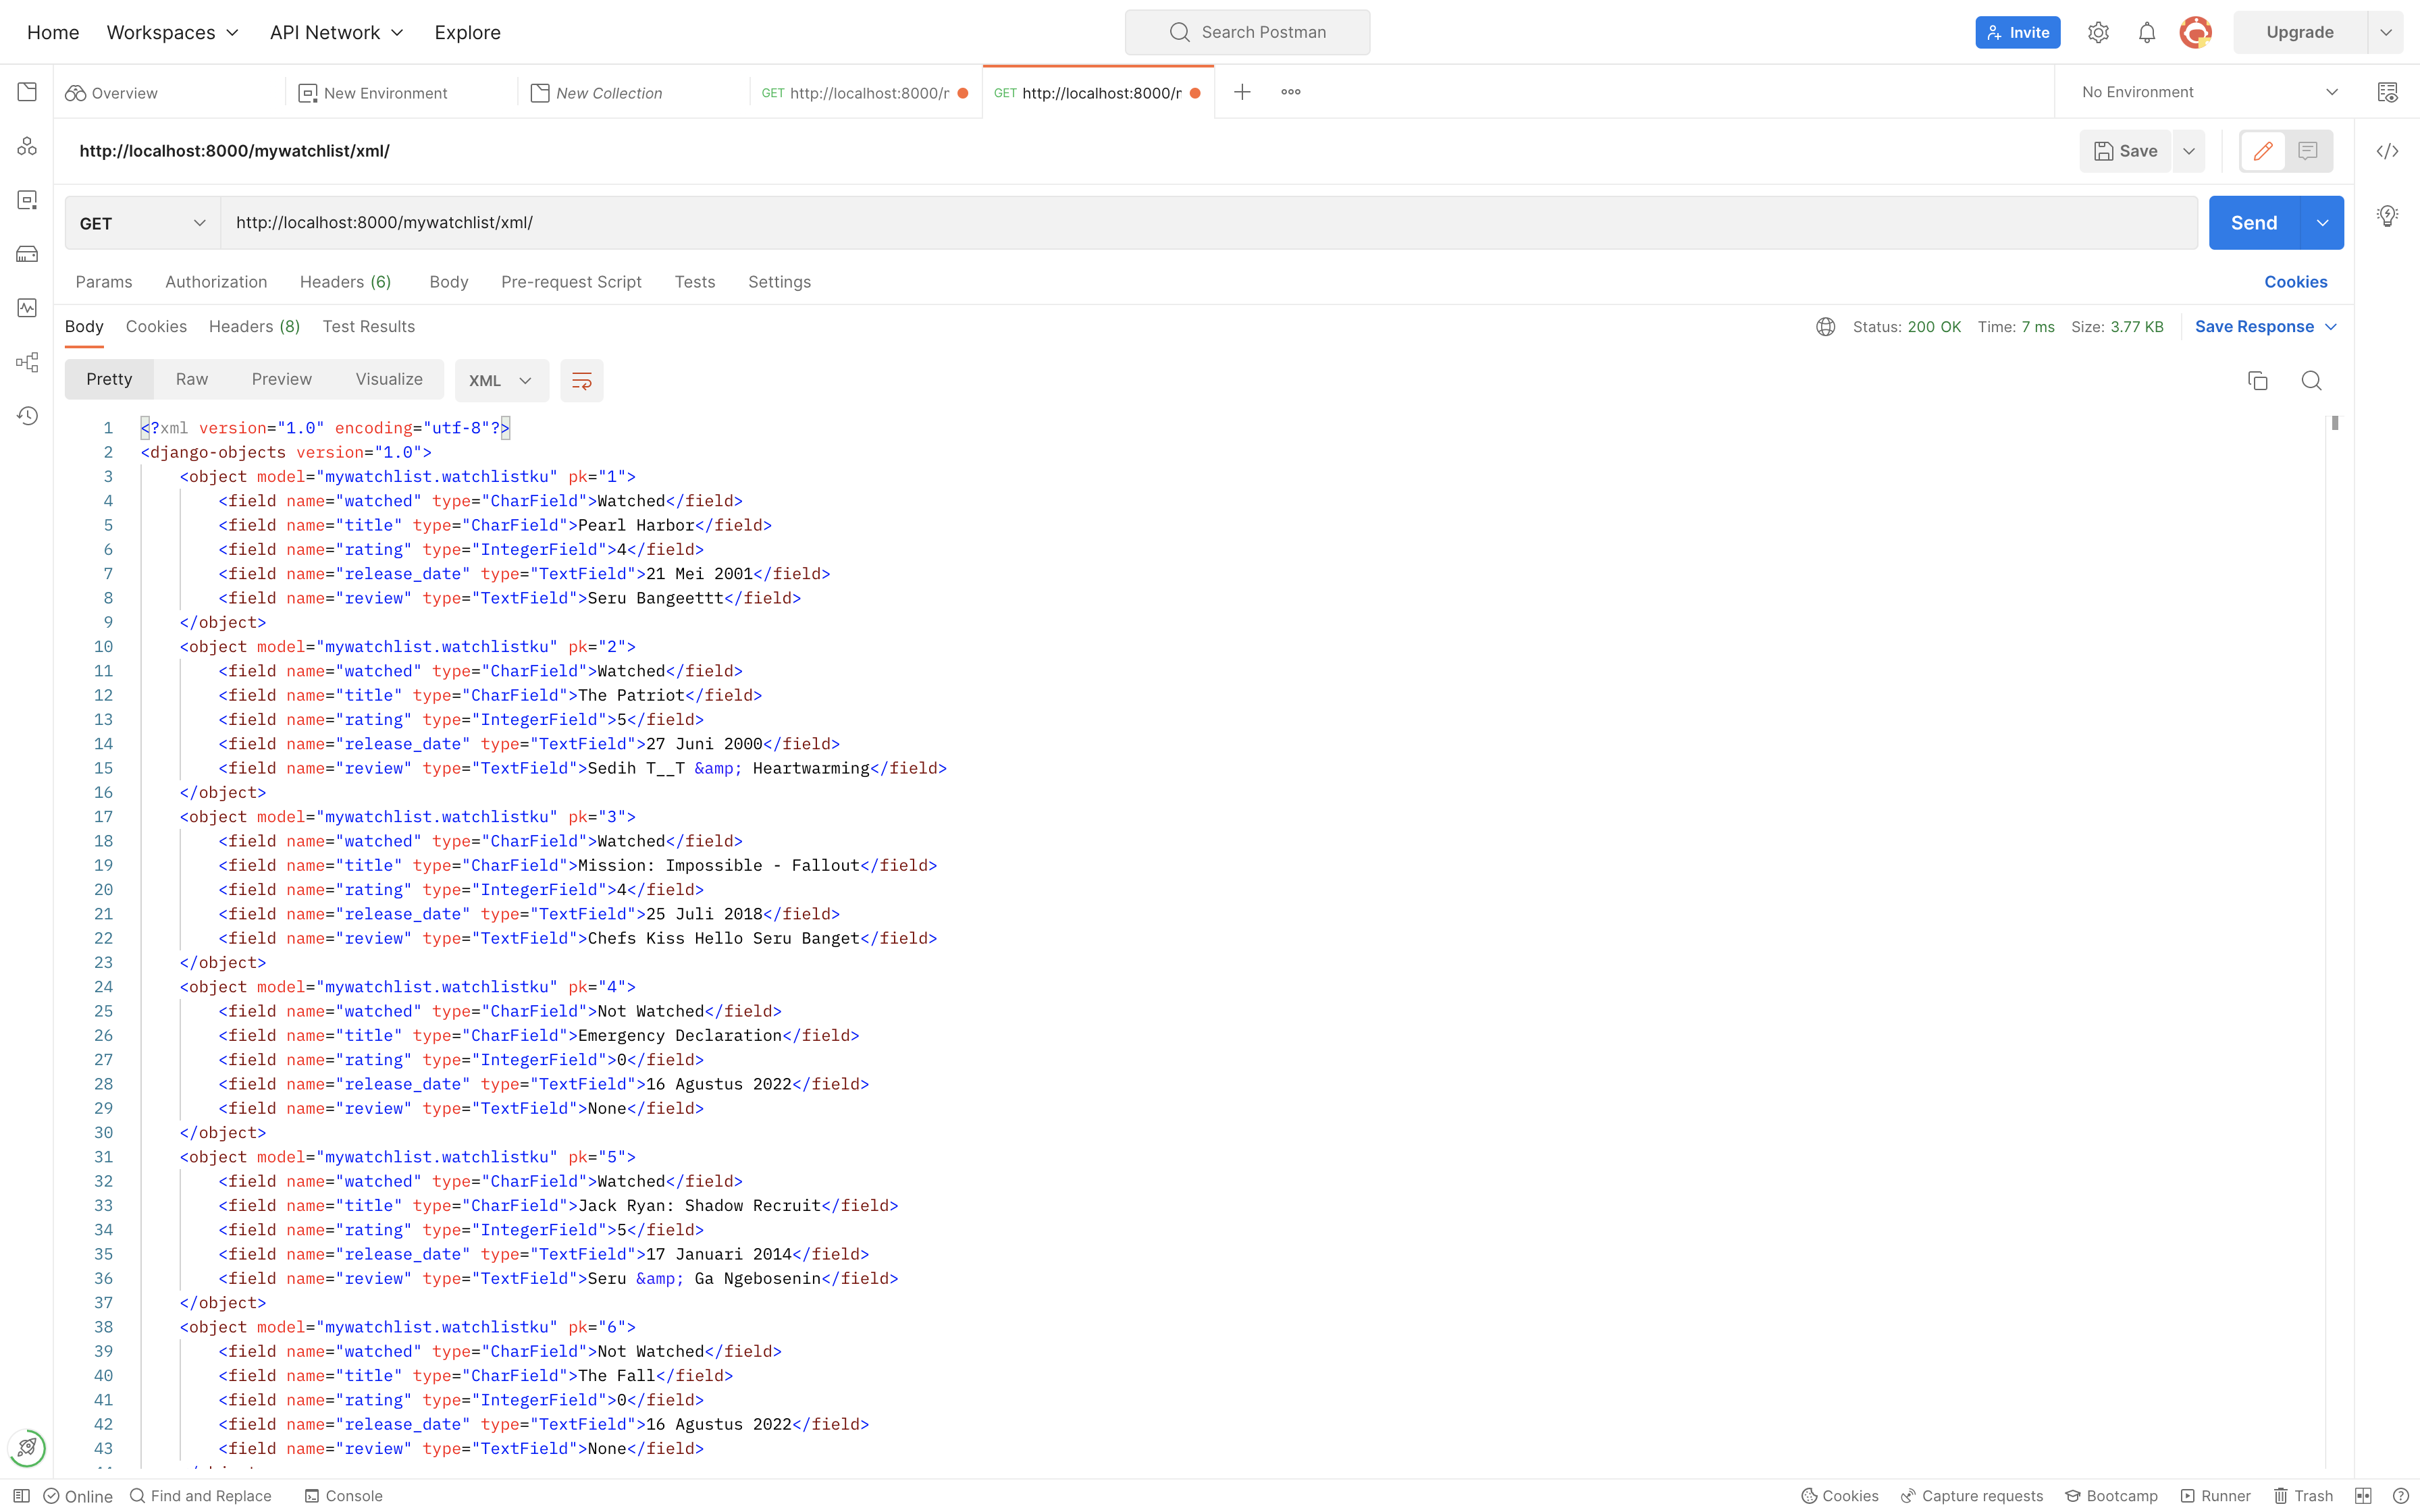 Home Workspaces API Network Explore Search Postman Invite Upgrade
Overview New Environment New Collection GET http://localhost:8000/r GET http://localhost:8000/r No Environment
http://localhost:8000/mywatchlist/xml/ Save
GET http://localhost:8000/mywatchlist/xml/ Send
Params Authorization Headers (6) Body Pre-request Script Tests Settings Cookies
Body Cookies Headers (8) Test Results Status: 200 OK Time: 7 ms Size: 3.77 KB Save Response
Pretty Raw Preview Visualize XML
1 <?xml version="1.0" encoding="utf-8"?>
2 <django-objects version="1.0">
3 <object model="mywatchlist.watchlistku" pk="1">
4 <field name="watched" type="CharField">Watched</field>
5 <field name="title" type="CharField">Pearl Harbor</field>
6 <field name="rating" type="IntegerField">4</field>
7 <field name="release_date" type="TextField">21 Mei 2001</field>
8 <field name="review" type="TextField">Seru Bangeettt</field>
9 </object>
10 <object model="mywatchlist.watchlistku" pk="2">
11 <field name="watched" type="CharField">Watched</field>
12 <field name="title" type="CharField">The Patriot</field>
13 <field name="rating" type="IntegerField">5</field>
14 <field name="release_date" type="TextField">27 Juni 2000</field>
15 <field name="review" type="TextField">Sedih T__T &amp; Heartwarming</field>
16 </object>
17 <object model="mywatchlist.watchlistku" pk="3">
18 <field name="watched" type="CharField">Watched</field>
19 <field name="title" type="CharField">Mission: Impossible - Fallout</field>
20 <field name="rating" type="IntegerField">4</field>
21 <field name="release_date" type="TextField">25 Juli 2018</field>
22 <field name="review" type="TextField">Chefs Kiss Hello Seru Banget</field>
23 </object>
24 <object model="mywatchlist.watchlistku" pk="4">
25 <field name="watched" type="CharField">Not Watched</field>
26 <field name="title" type="CharField">Emergency Declaration</field>
27 <field name="rating" type="IntegerField">0</field>
28 <field name="release_date" type="TextField">16 Agustus 2022</field>
29 <field name="review" type="TextField">None</field>
30 </object>
31 <object model="mywatchlist.watchlistku" pk="5">
32 <field name="watched" type="CharField">Watched</field>
33 <field name="title" type="CharField">Jack Ryan: Shadow Recruit</field>
34 <field name="rating" type="IntegerField">5</field>
35 <field name="release_date" type="TextField">17 Januari 2014</field>
36 <field name="review" type="TextField">Seru &amp; Ga Ngebosenin</field>
37 </object>
38 <object model="mywatchlist.watchlistku" pk="6">
39 <field name="watched" type="CharField">Not Watched</field>
40 <field name="title" type="CharField">The Fall</field>
41 <field name="rating" type="IntegerField">0</field>
42 <field name="release_date" type="TextField">16 Agustus 2022</field>
43 <field name="review" type="TextField">None</field>
Online Find and Replace Console Cookies Capture requests Bootcamp Runner Trash